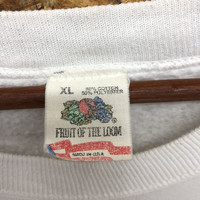 XL
50% COTTON
50% POLYESTER
FRUIT OF THE LOOM
MADE IN U.S.A.